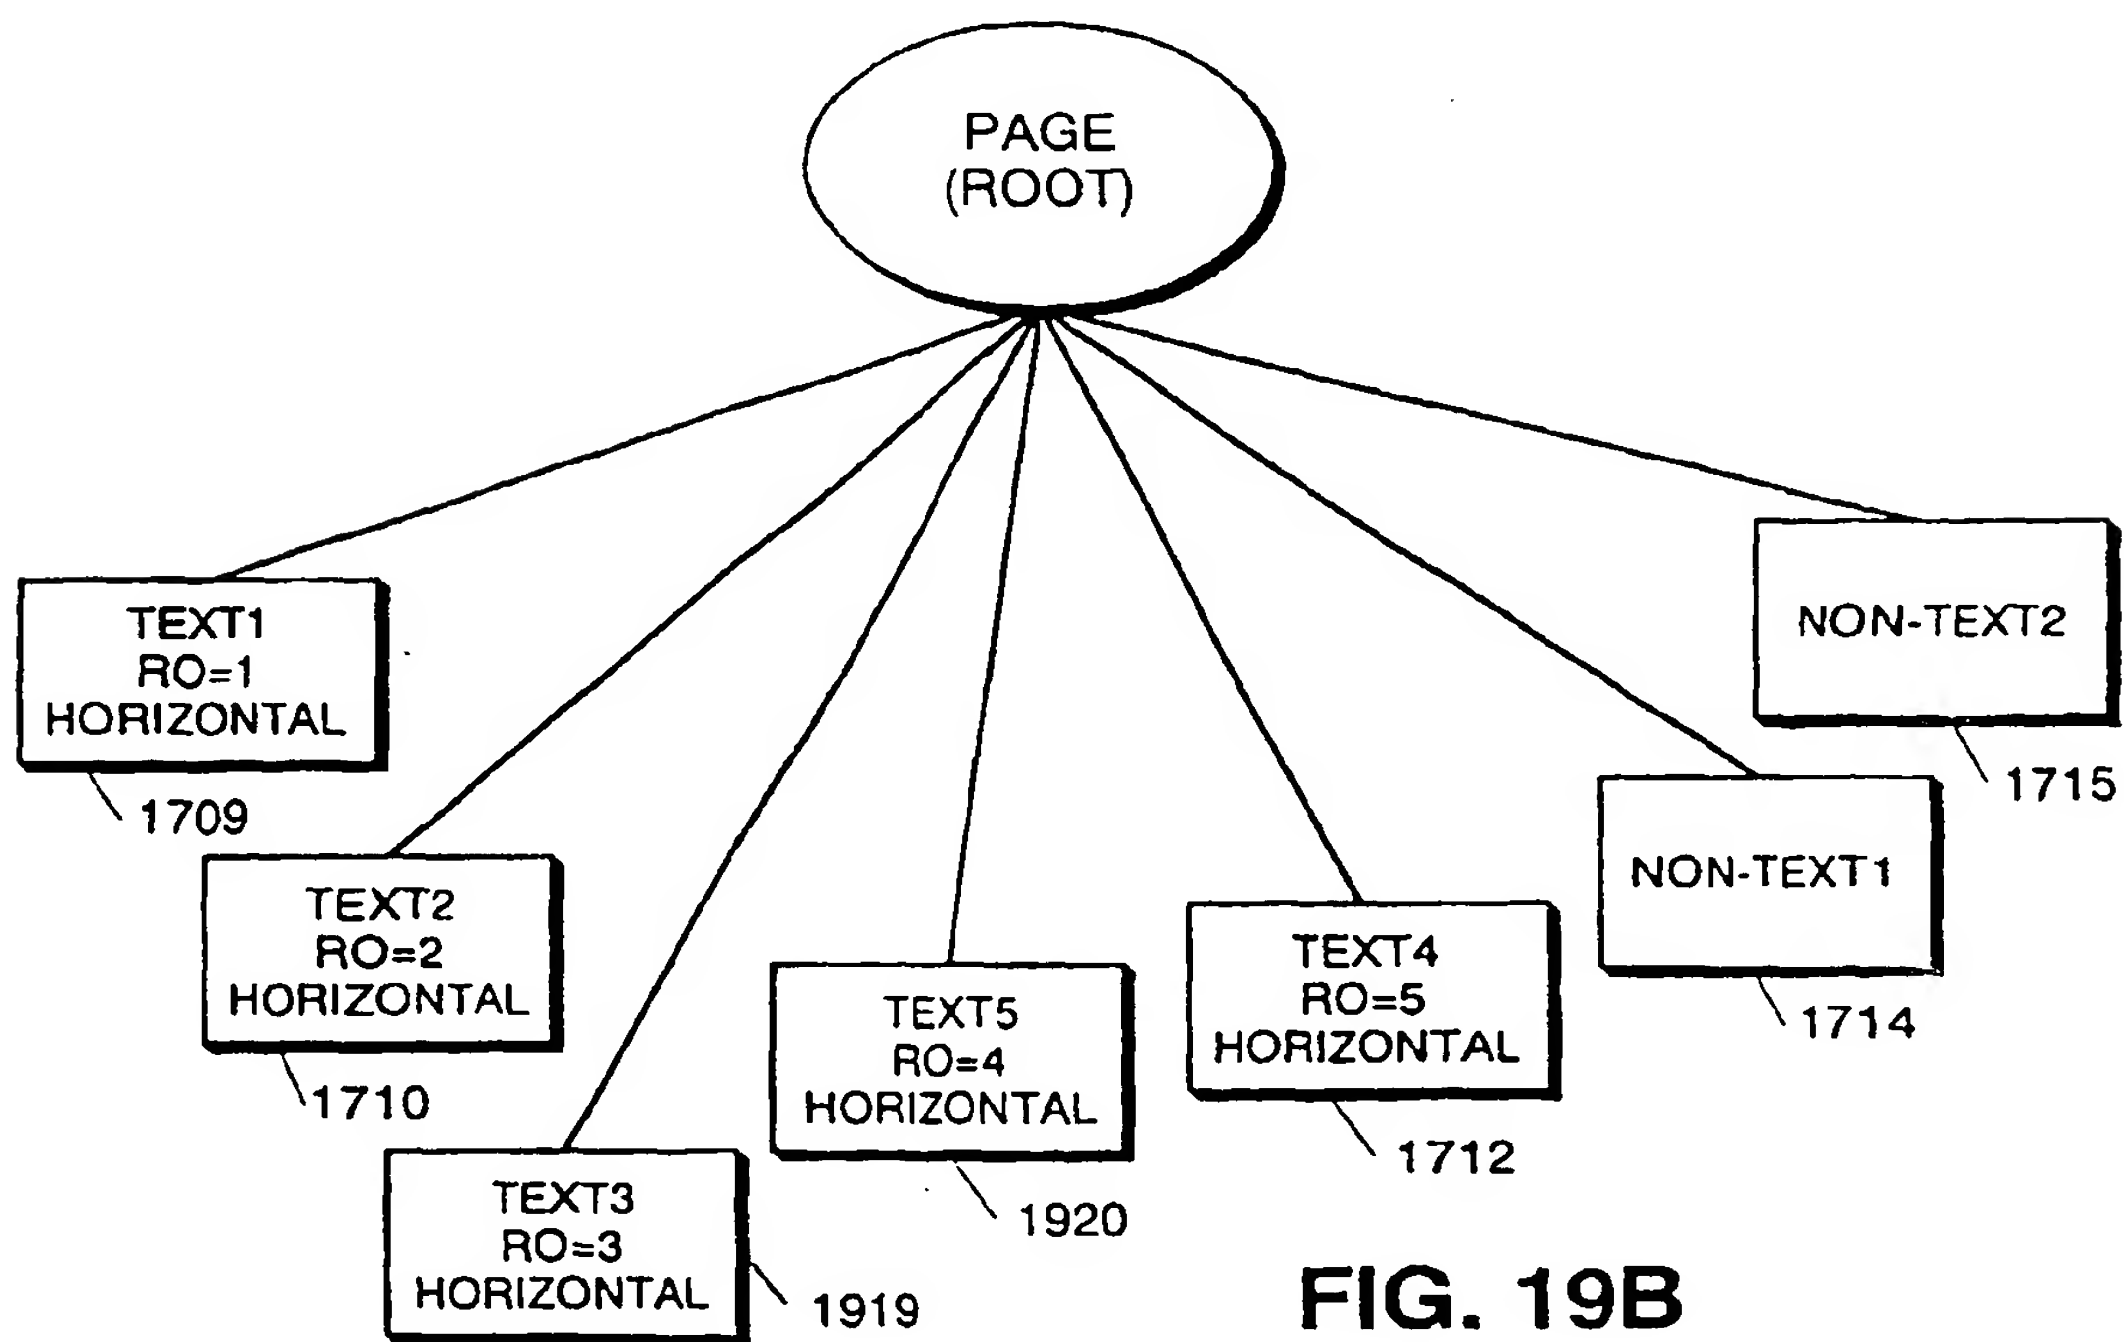 PAGE
(ROOT)
TEXT1
RO=1
HORIZONTAL
1709
TEXT2
RO=2
HORIZONTAL
1710
TEXT3
RO=3
HORIZONTAL
1919
TEXT5
RO=4
HORIZONTAL
1920
TEXT4
RO=5
HORIZONTAL
1712
NON-TEXT1
1714
NON-TEXT2
1715
FIG. 19B